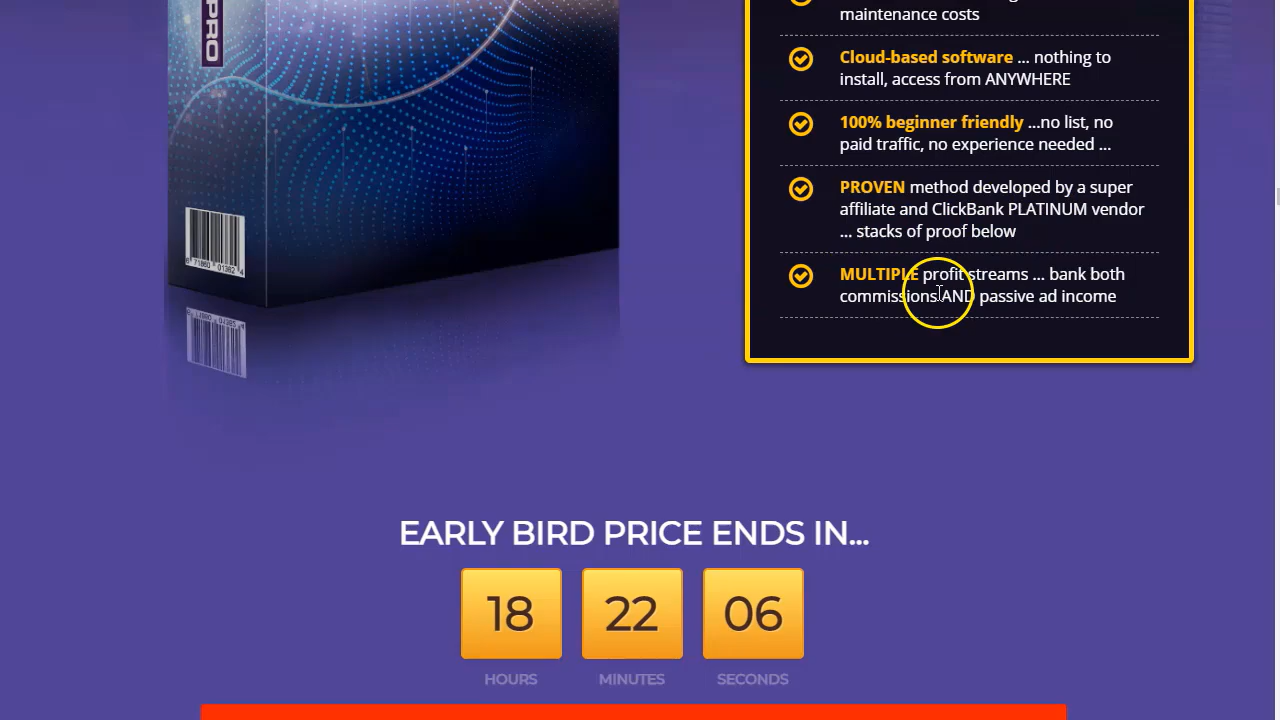 PRO
maintenance costs
Cloud-based software ... nothing to
install, access from ANYWHERE
100% beginner friendly ...no list, no
paid traffic, no experience needed ...
PROVEN method developed by a super
affiliate and ClickBank PLATINUM vendor
... stacks of proof below
MULTIPLE profit streams ... bank both
commissions AND passive ad income
EARLY BIRD PRICE ENDS IN...
18
22
06
HOURS
MINUTES
SECONDS